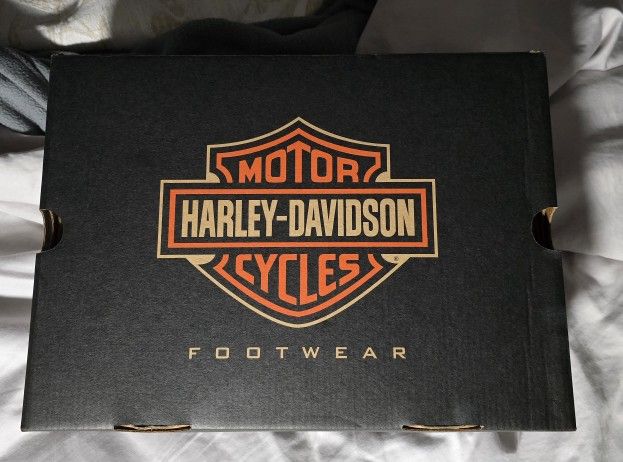 MOTOR
HARLEY-DAVIDSON
CYCLES
®
FOOTWEAR